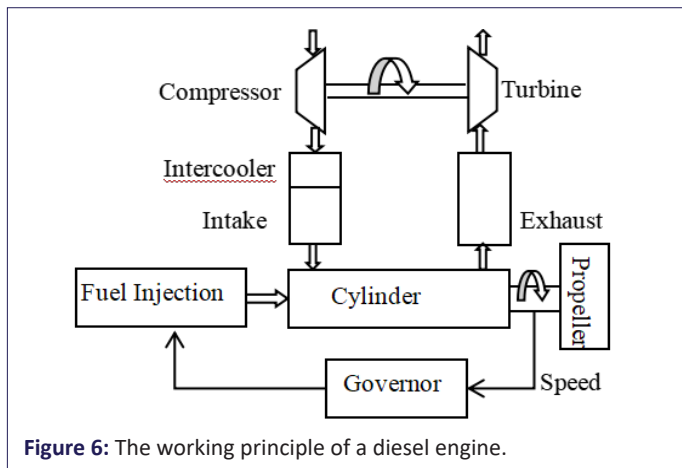 Compressor
Turbine
Intercooler
Intake
Exhaust
Fuel Injection
Cylinder
Propeller
Governor
Speed
Figure 6: The working principle of a diesel engine.